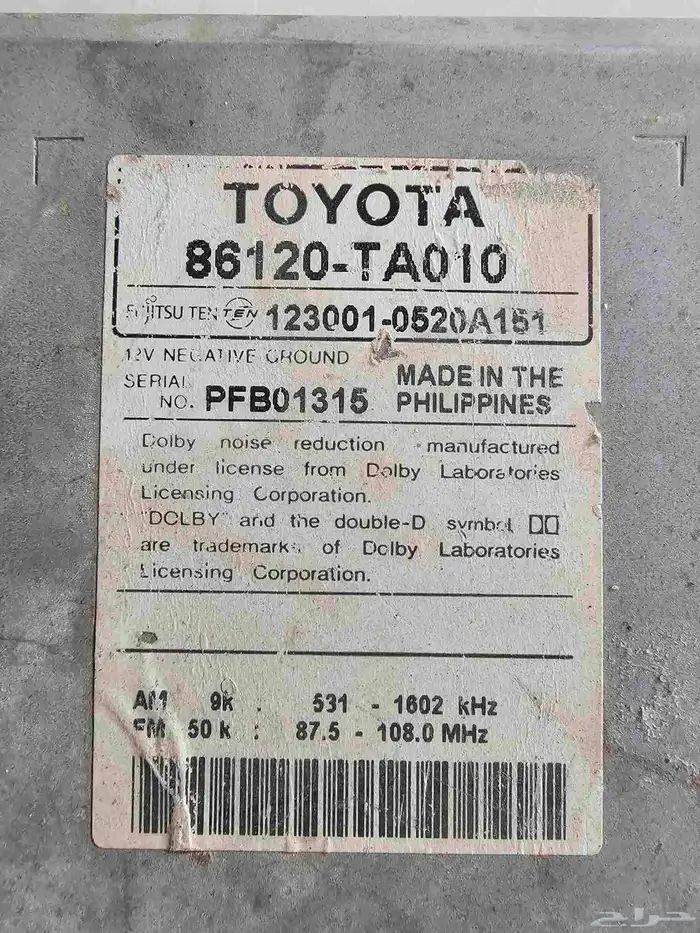 TOYOTA
86120-TA010
FUJITSU TEN TEN 123001-0520A151
12V NEGATIVE GROUND
SERIAL NO. PFB01315
MADE IN THE PHILIPPINES
Dolby noise reduction manufactured
under license from Dolby Laboratories
Licensing Corporation.
"DOLBY" and the double-D symbol
are trademarks of Dolby Laboratories
Licensing Corporation.
AM 9k : 531 - 1602 kHz
FM 50k : 87.5 - 108.0 MHz
حراج